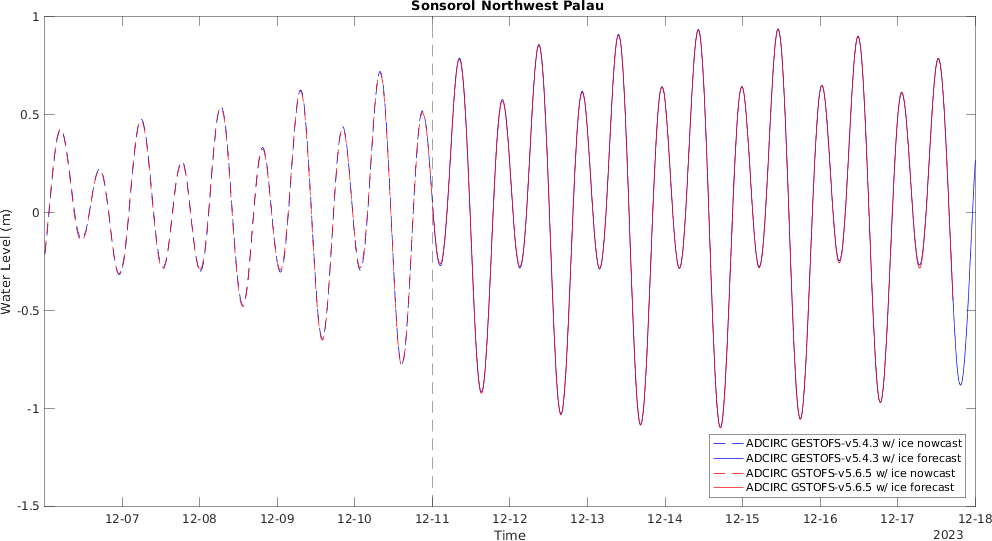 Sonsorol Northwest Palau
1
0.5
0
-0.5
-1
-1.5
Water Level (m)
ADCIRC GESTOFS-v5.4.3 w/ ice nowcast
ADCIRC GESTOFS-v5.4.3 w/ ice forecast
ADCIRC GSTOFS-v5.6.5 w/ ice nowcast
ADCIRC GSTOFS-v5.6.5 w/ ice forecast
12-07 12-08 12-09 12-10 12-11 12-12 12-13 12-14 12-15 12-16 12-17 12-18
Time
2023